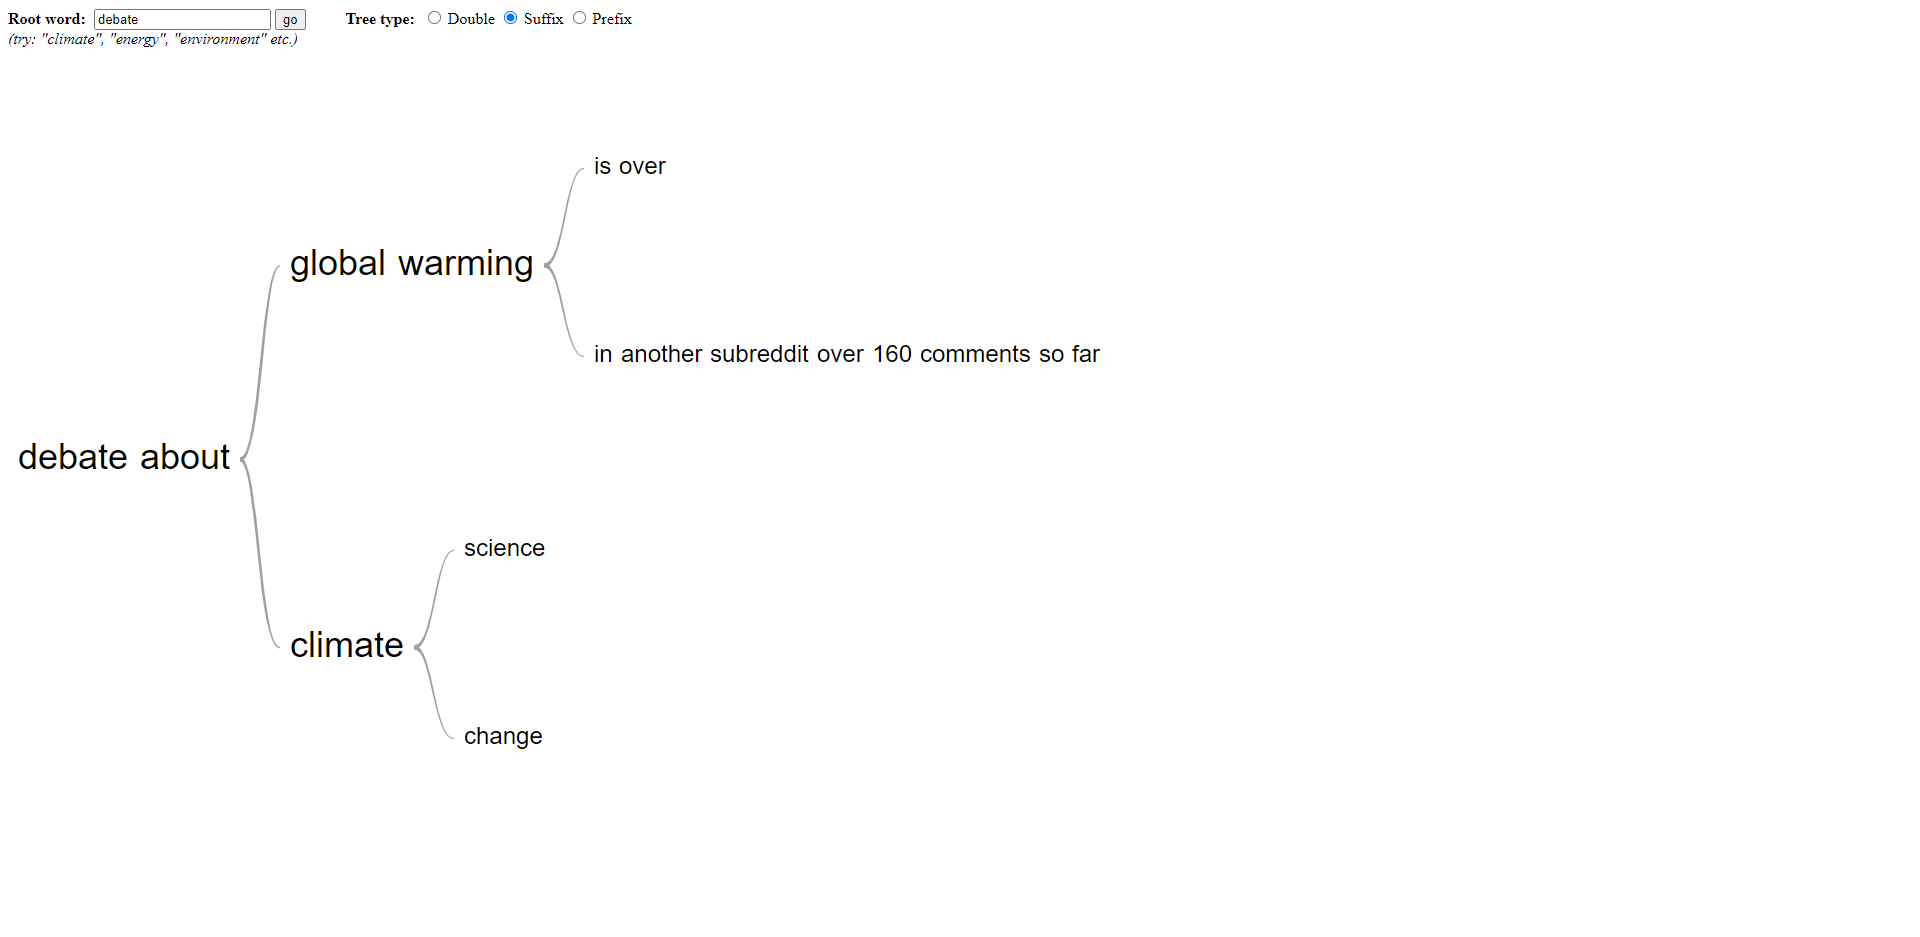 Root word: debate go Tree type: Double Suffix Prefix
(try: "climate", "energy", "environment" etc.)
is over
global warming
in another subreddit over 160 comments so far
debate about
science
climate
change